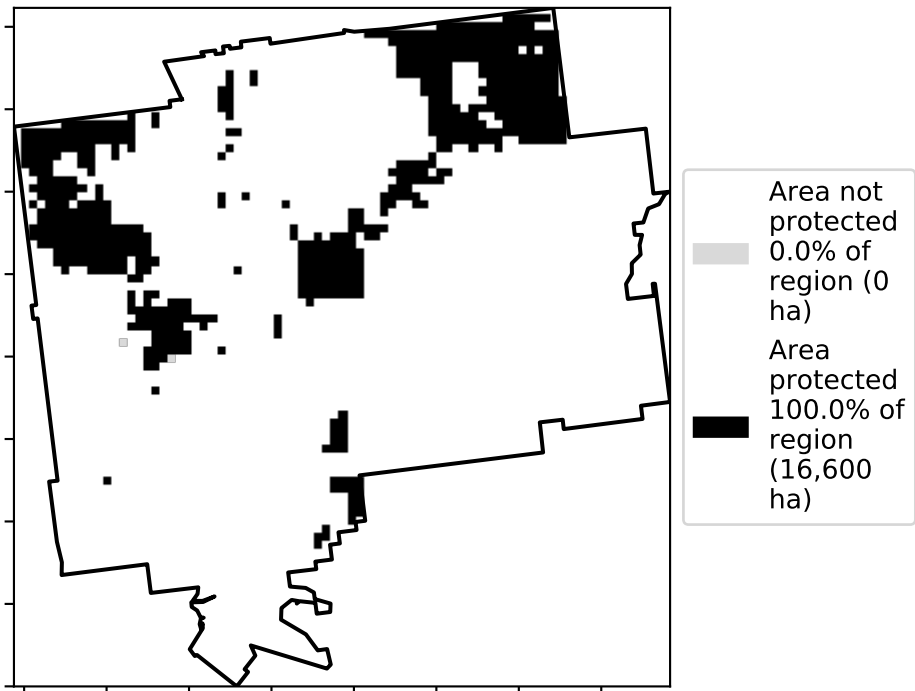 Area not
protected
0.0% of
region (0
ha)
Area
protected
100.0% of
region
(16,600
ha)